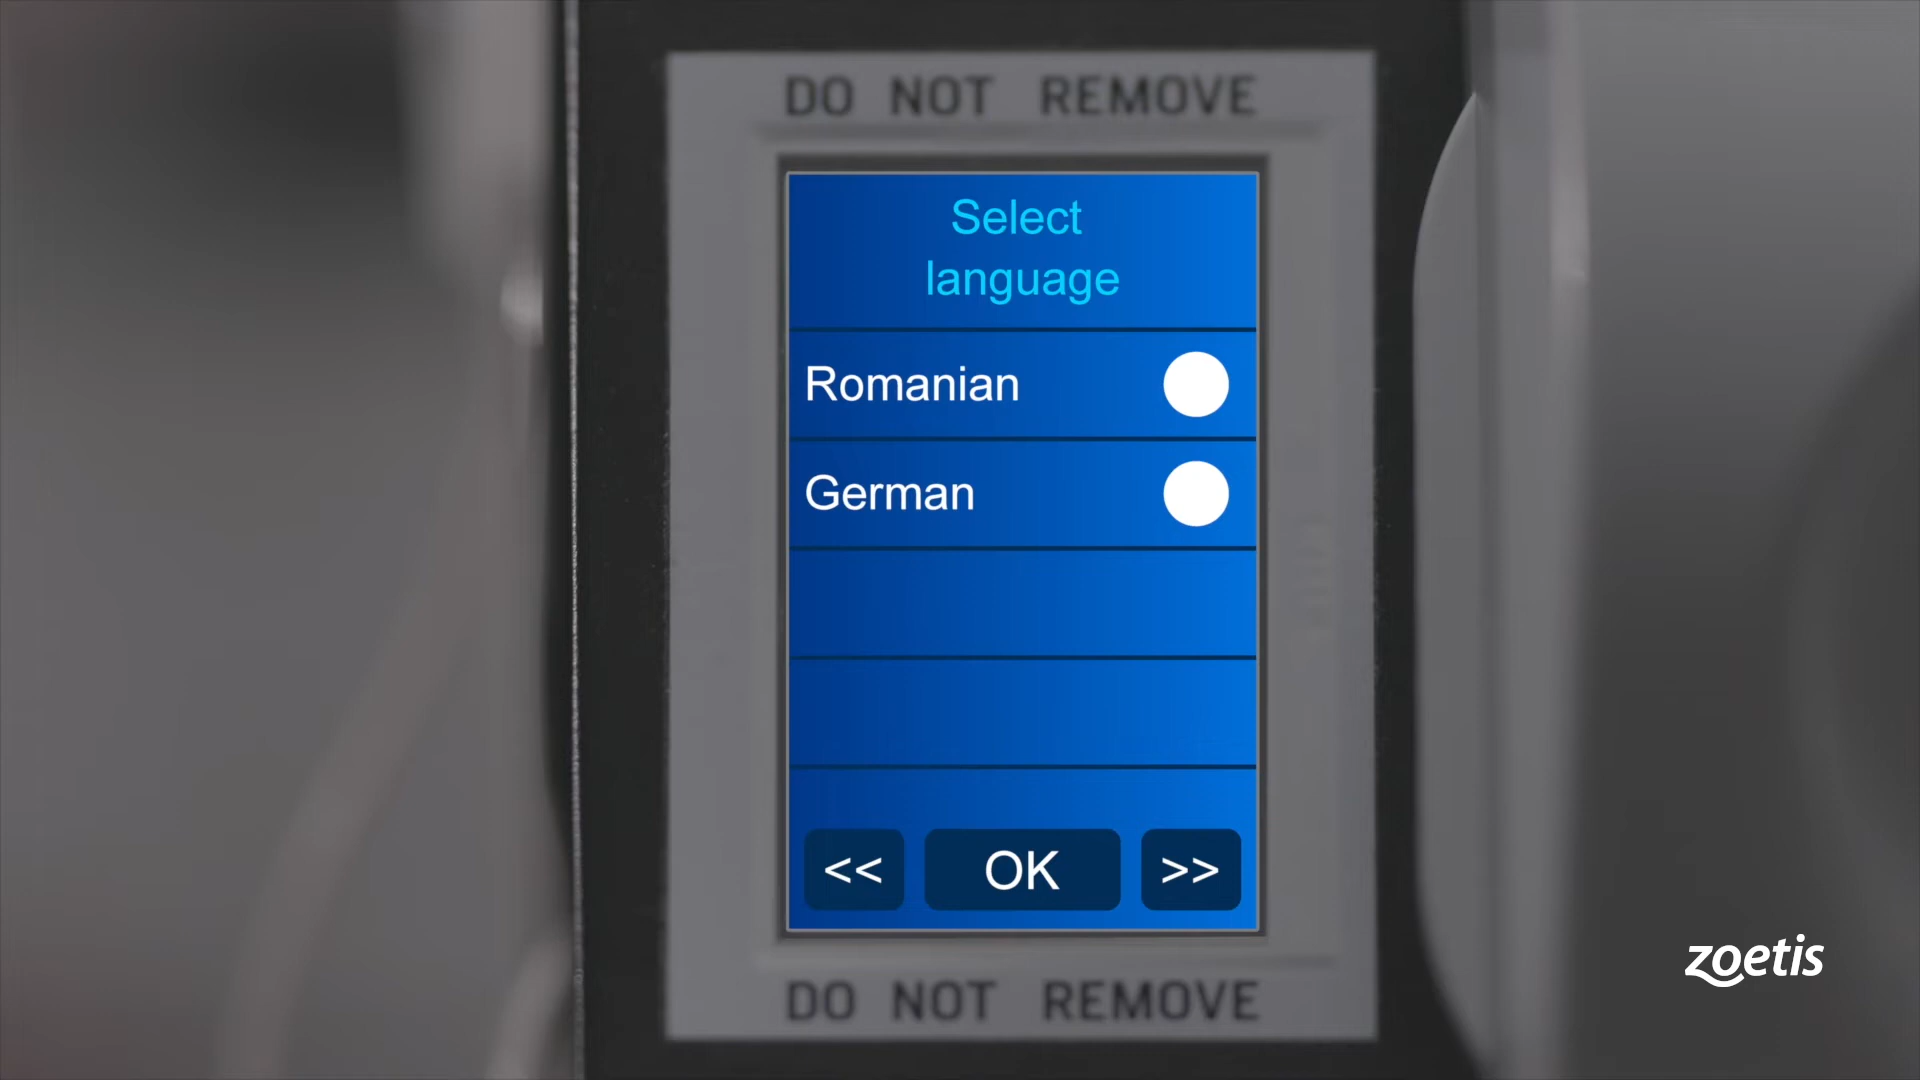 DO NOT REMOVE
Select
language
Romanian
German
<< OK >>
DO NOT REMOVE
zoetis